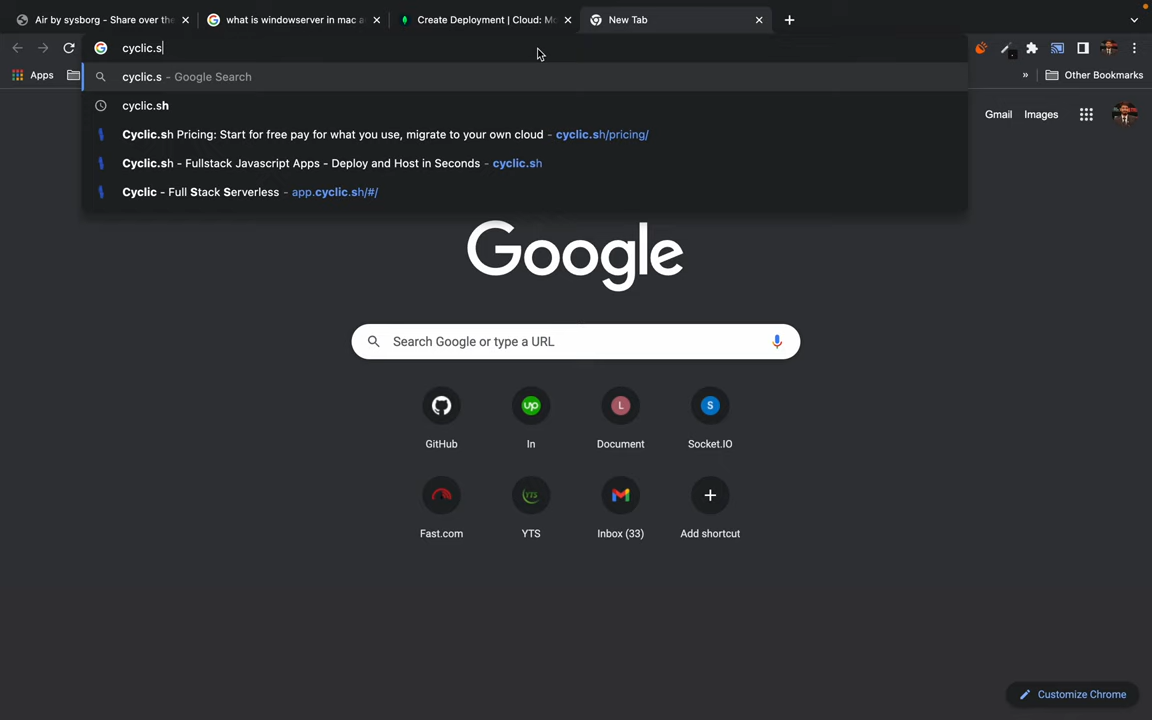 Air by sysborg - Share over the
what is windowserver in mac a
Create Deployment | Cloud: Mo
New Tab
cyclic.s
cyclic.s - Google Search
cyclic.sh
Cyclic.sh Pricing: Start for free pay for what you use, migrate to your own cloud - cyclic.sh/pricing/
Cyclic.sh - Fullstack Javascript Apps - Deploy and Host in Seconds - cyclic.sh
Cyclic - Full Stack Serverless - app.cyclic.sh/#/
Apps
Other Bookmarks
Gmail
Images
Google
Search Google or type a URL
GitHub
In
Document
Socket.IO
Fast.com
YTS
Inbox (33)
Add shortcut
Customize Chrome